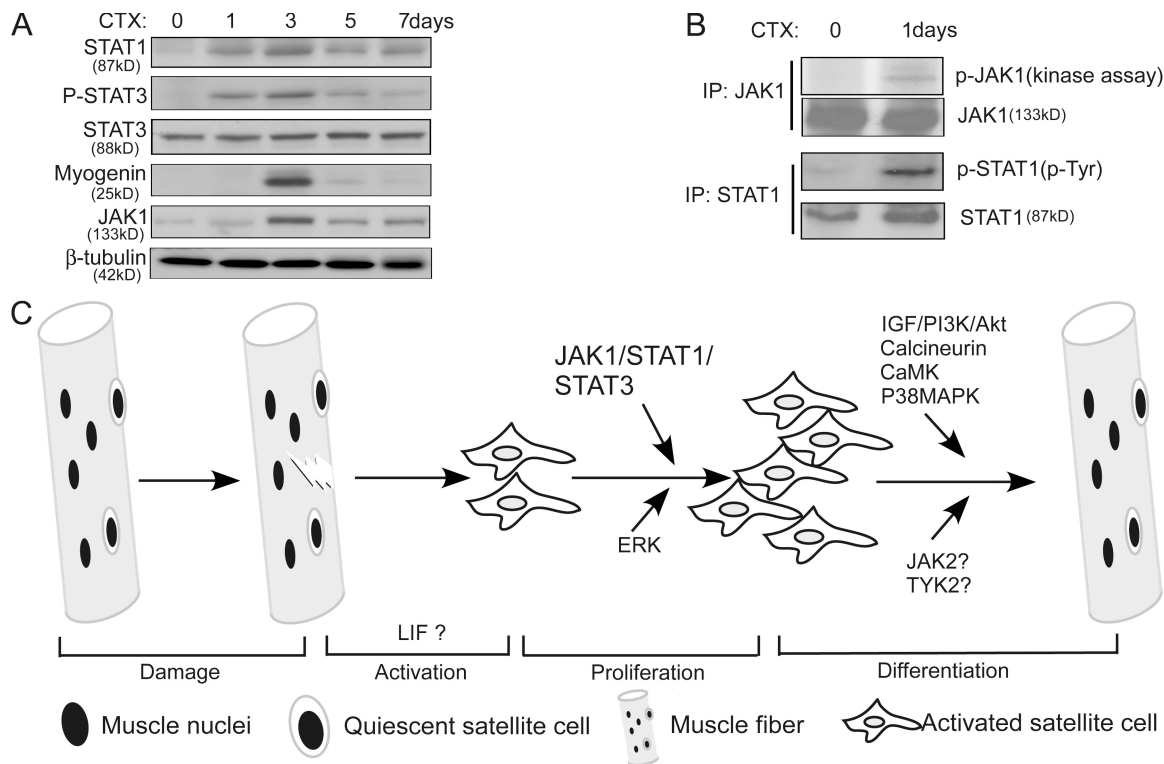 A
CTX: 0 1 3 5 7days
STAT1
(87kD)
P-STAT3
STAT3
(88kD)
Myogenin
(25kD)
JAK1
(133kD)
β-tubulin
(42kD)
B
CTX: 0 1days
IP: JAK1
p-JAK1(kinase assay)
JAK1(133kD)
IP: STAT1
p-STAT1(p-Tyr)
STAT1(87kD)
C
JAK1/STAT1/
STAT3
ERK
IGF/PI3K/Akt
Calcineurin
CaMK
P38MAPK
JAK2?
TYK2?
LIF ?
Damage
Activation
Proliferation
Differentiation
Muscle nuclei
Quiescent satellite cell
Muscle fiber
Activated satellite cell